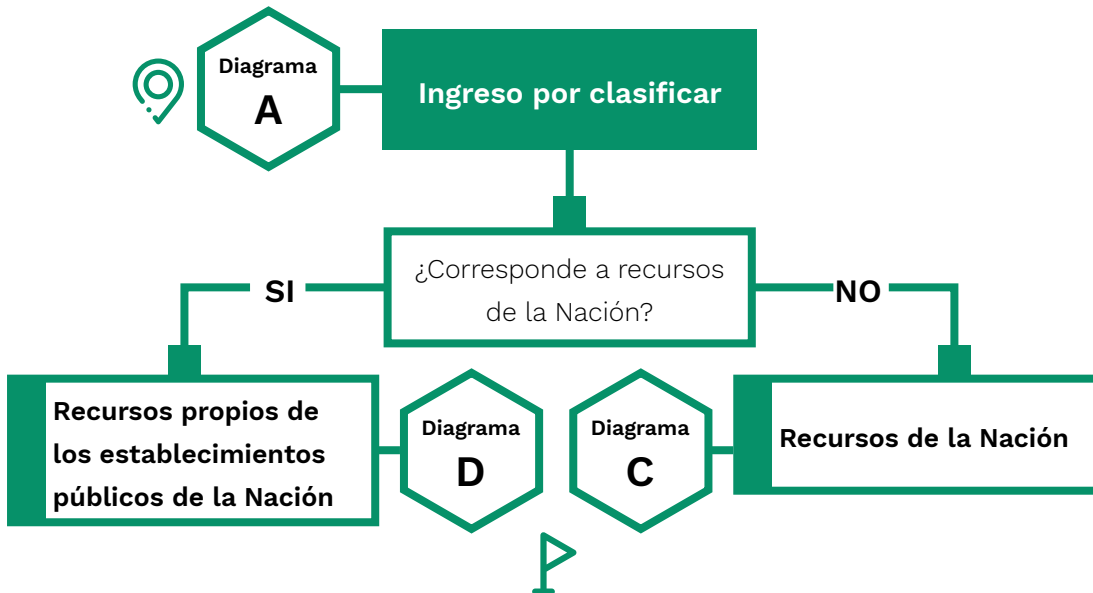 Diagrama
A
Ingreso por clasificar
¿Corresponde a recursos
de la Nación?
SI
NO
Recursos propios de
los establecimientos
públicos de la Nación
Diagrama
D
Diagrama
C
Recursos de la Nación